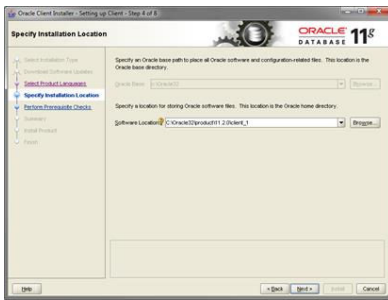 Oracle Client Installer - Setting up Client - Step 4 of 8
Specify Installation Location
ORACLE 11g
DATABASE
Select Installation Type
Download Software Updates
Select Product Languages
Specify Installation Location
Perform Prerequisite Checks
Summary
Install Product
Finish
Specify an Oracle base path to place all Oracle software and configuration-related files. This location is the
Oracle base directory.
Oracle Base:
Browse...
Specify a location for storing Oracle software files. This location is the Oracle home directory.
Software Location: C:\Oracle32\product\11.2.0\client_1
Browse...
Help
< Back
Next >
Install
Cancel